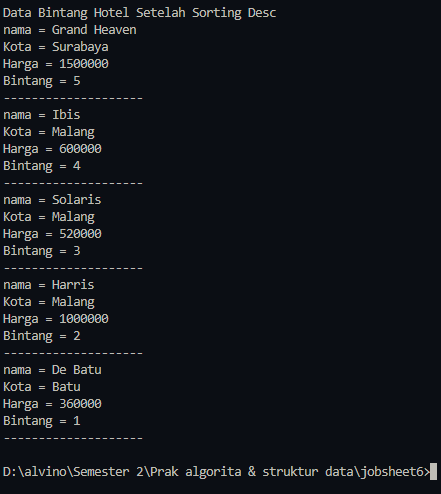 Data Bintang Hotel Setelah Sorting Desc
nama = Grand Heaven
Kota = Surabaya
Harga = 1500000
Bintang = 5
--------------------
nama = Ibis
Kota = Malang
Harga = 600000
Bintang = 4
--------------------
nama = Solaris
Kota = Malang
Harga = 520000
Bintang = 3
--------------------
nama = Harris
Kota = Malang
Harga = 1000000
Bintang = 2
--------------------
nama = De Batu
Kota = Batu
Harga = 360000
Bintang = 1
--------------------
D:\alvino\Semester 2\Prak algorita & struktur data\jobsheet6>